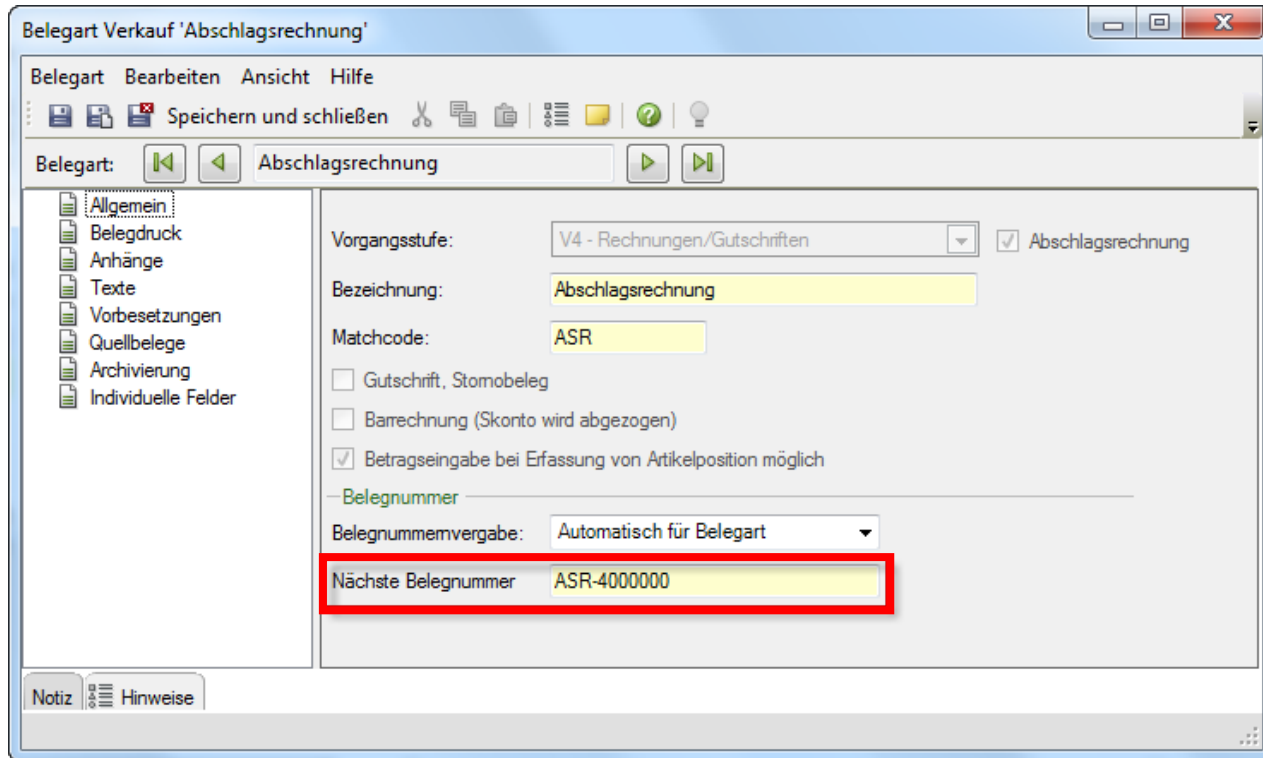 Belegart Verkauf 'Abschlagsrechnung'
Belegart Bearbeiten Ansicht Hilfe
Speichern und schließen
Belegart: Abschlagsrechnung
Allgemein
Belegdruck
Anhänge
Texte
Vorbesetzungen
Quellbelege
Archivierung
Individuelle Felder
Vorgangsstufe: V4 - Rechnungen/Gutschriften Abschlagsrechnung
Bezeichnung: Abschlagsrechnung
Matchcode: ASR
Gutschrift, Stornobeleg
Barrechnung (Skonto wird abgezogen)
Betragseingabe bei Erfassung von Artikelposition möglich
Belegnummer
Belegnummernvergabe: Automatisch für Belegart
Nächste Belegnummer ASR-4000000
Notiz Hinweise